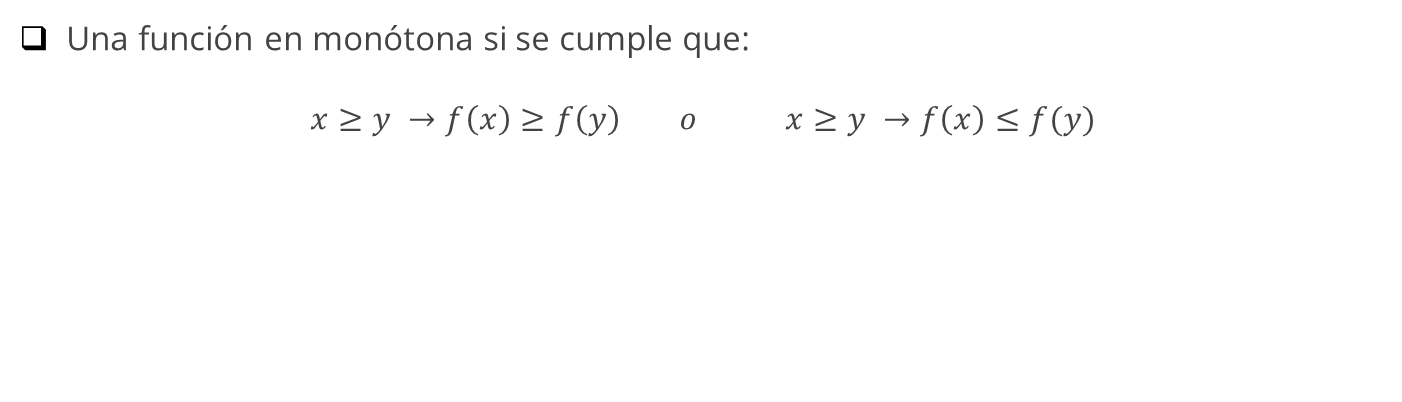 ❑ Una función en monótona si se cumple que:
x ≥ y → f(x) ≥ f(y) o x ≥ y → f(x) ≤ f(y)